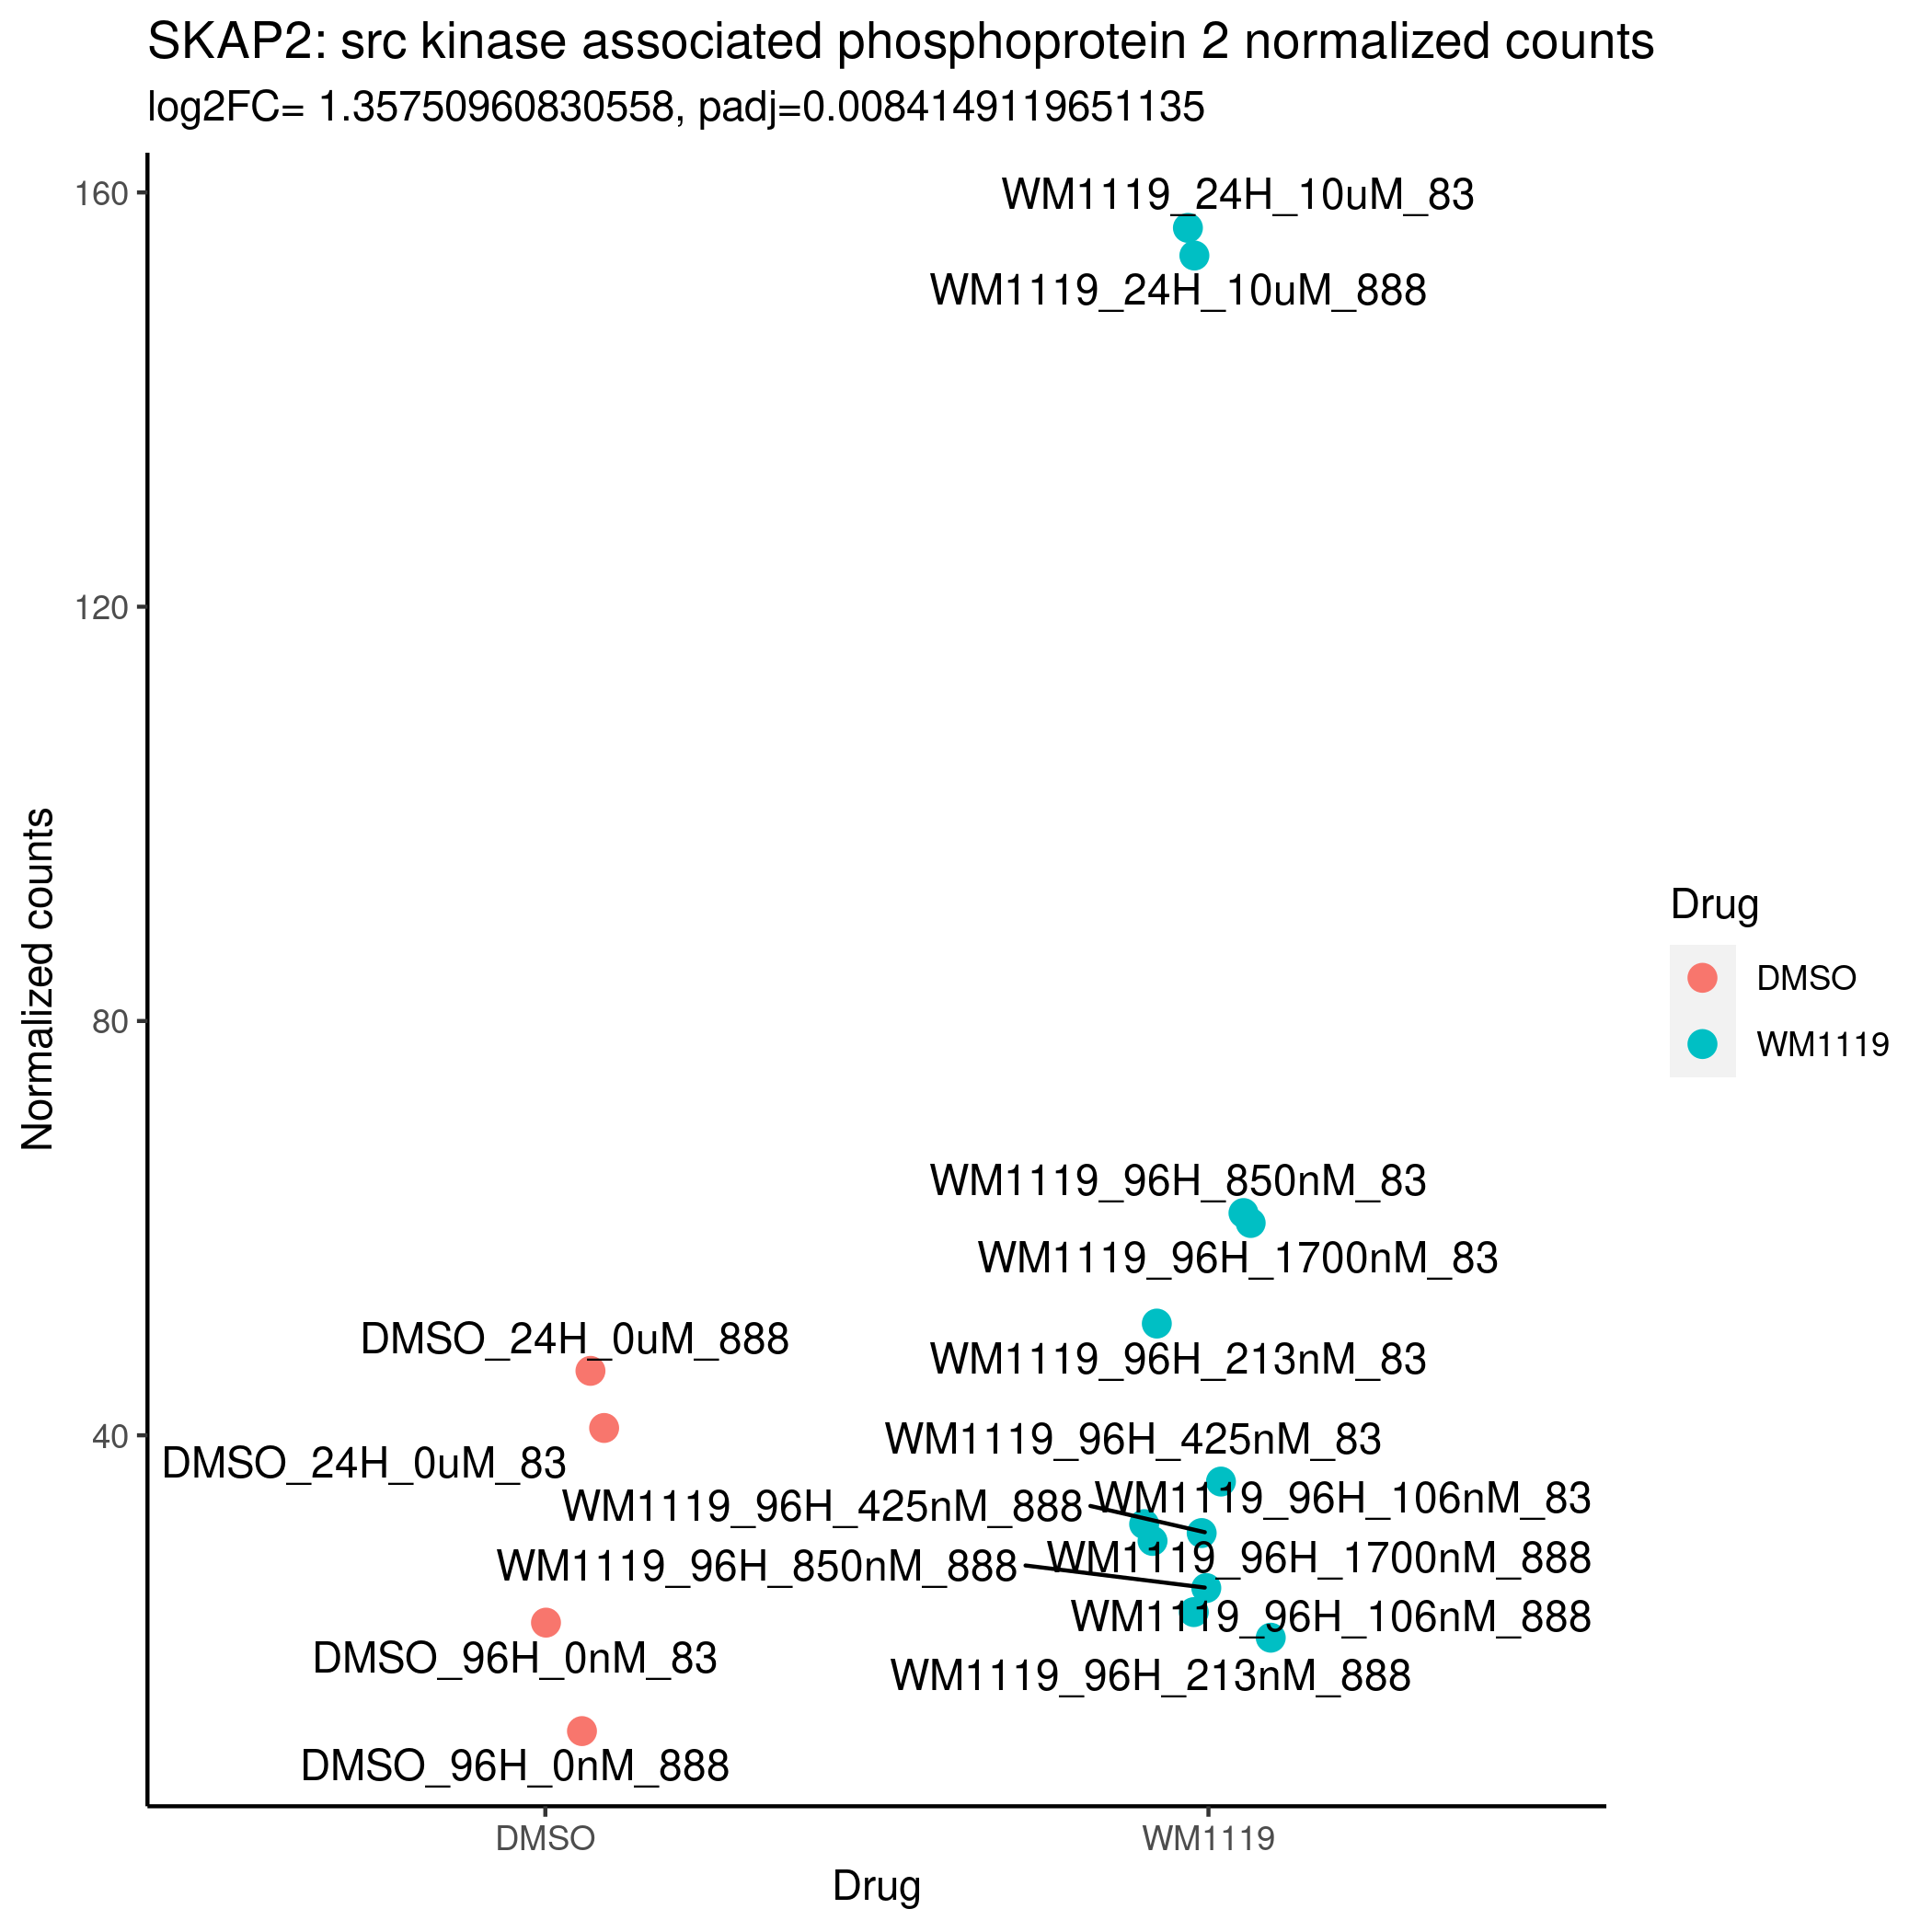 SKAP2: src kinase associated phosphoprotein 2 normalized counts
log2FC= 1.35750960830558, padj=0.0084149119651135
160
WM1119_24H_10uM_83
WM1119_24H_10uM_888
120
Normalized counts
80
Drug
DMSO
WM1119
WM1119_96H_850nM_83
WM1119_96H_1700nM_83
DMSO_24H_0uM_888
WM1119_96H_213nM_83
40
WM1119_96H_425nM_83
DMSO_24H_0uM_83
WM1119_96H_106nM_83
WM1119_96H_425nM_888
WM1119_96H_1700nM_888
WM1119_96H_850nM_888
WM1119_96H_106nM_888
DMSO_96H_0nM_83
WM1119_96H_213nM_888
DMSO_96H_0nM_888
DMSO
WM1119
Drug